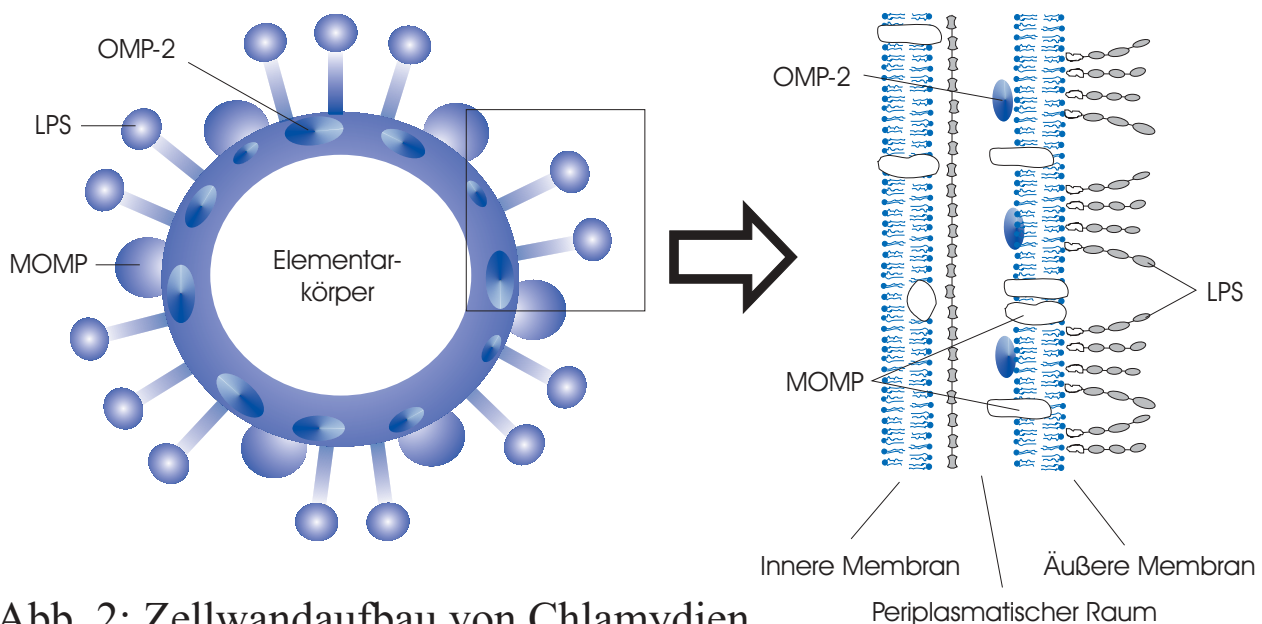 OMP-2
LPS
MOMP
Elementar-
körper
OMP-2
LPS
MOMP
Innere Membran
Äußere Membran
Periplasmatischer Raum
Abb. 2: Zellwandaufbau von Chlamydien